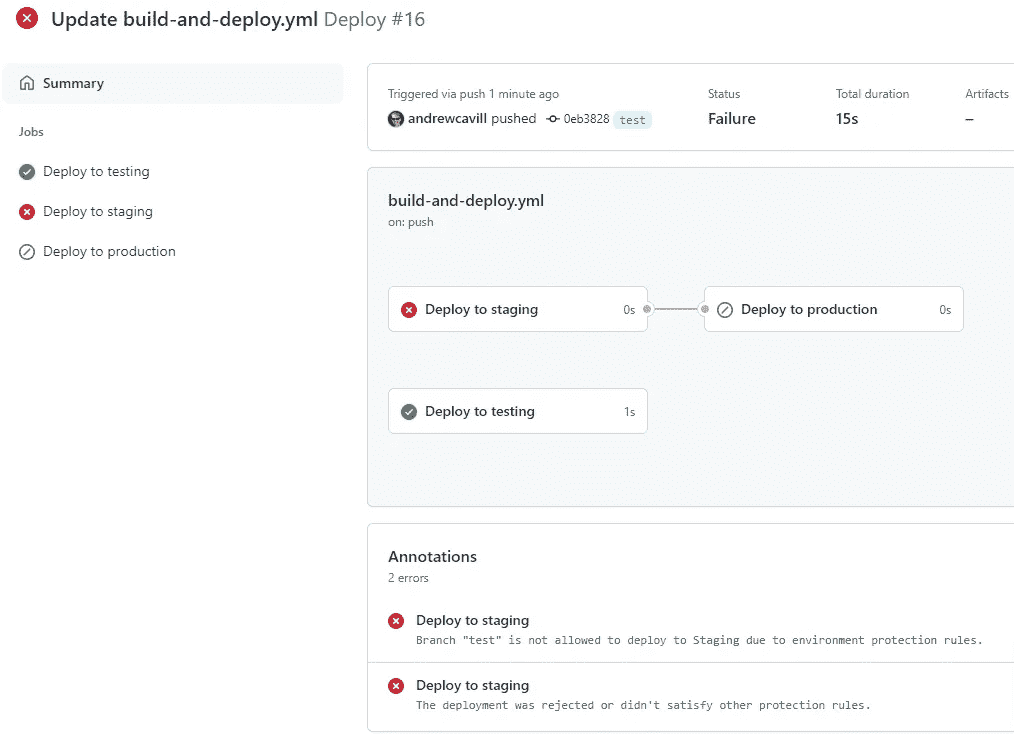 Update build-and-deploy.yml Deploy #16
Summary
Jobs
Deploy to testing
Deploy to staging
Deploy to production
Triggered via push 1 minute ago
andrewcavill pushed 0eb3828 test
Status
Failure
Total duration
15s
Artifacts
–
build-and-deploy.yml
on: push
Deploy to staging 0s
Deploy to production 0s
Deploy to testing 1s
Annotations
2 errors
Deploy to staging
Branch "test" is not allowed to deploy to Staging due to environment protection rules.
Deploy to staging
The deployment was rejected or didn't satisfy other protection rules.